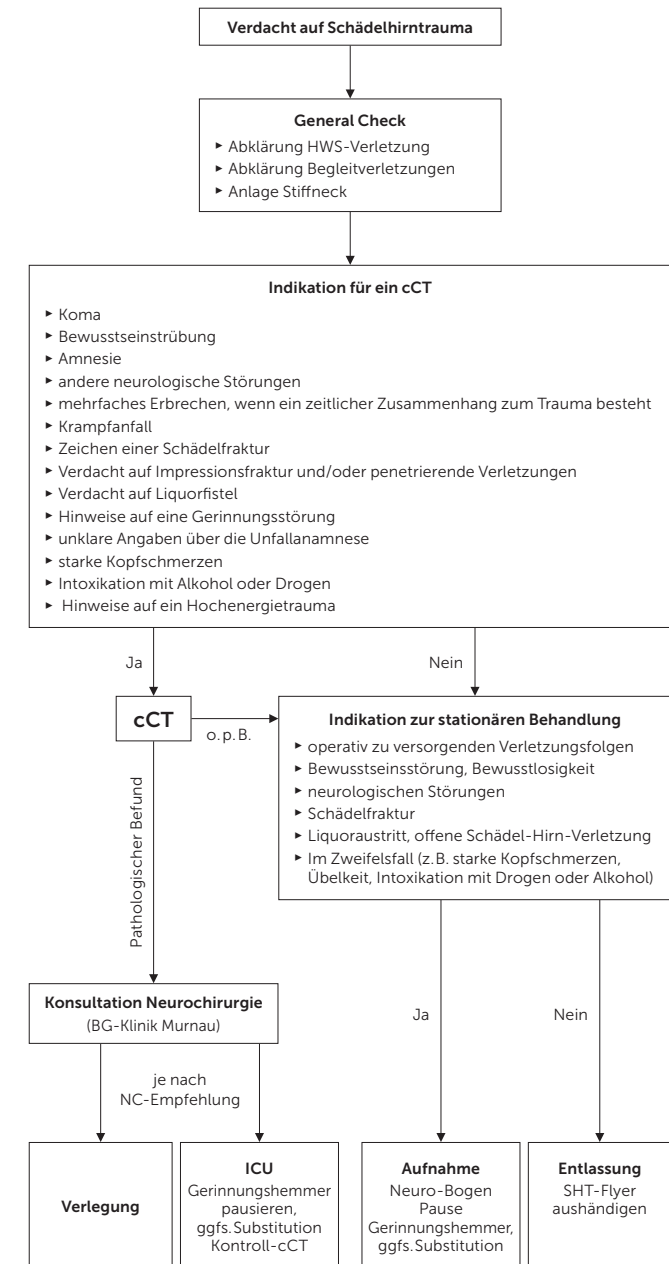 Verdacht auf Schädelhirntrauma
General Check
▸ Abklärung HWS-Verletzung
▸ Abklärung Begleitverletzungen
▸ Anlage Stiffneck
Indikation für ein cCT
▸ Koma
▸ Bewusstseinstrübung
▸ Amnesie
▸ andere neurologische Störungen
▸ mehrfaches Erbrechen, wenn ein zeitlicher Zusammenhang zum Trauma besteht
▸ Krampfanfall
▸ Zeichen einer Schädelfraktur
▸ Verdacht auf Impressionsfraktur und/oder penetrierende Verletzungen
▸ Verdacht auf Liquorfistel
▸ Hinweise auf eine Gerinnungsstörung
▸ unklare Angaben über die Unfallanamnese
▸ starke Kopfschmerzen
▸ Intoxikation mit Alkohol oder Drogen
▸ Hinweise auf ein Hochenergietrauma
Ja
Nein
cCT
o. p. B.
Indikation zur stationären Behandlung
▸ operativ zu versorgenden Verletzungsfolgen
▸ Bewusstseinsstörung, Bewusstlosigkeit
▸ neurologischen Störungen
▸ Schädelfraktur
▸ Liquoraustritt, offene Schädel-Hirn-Verletzung
▸ Im Zweifelsfall (z. B. starke Kopfschmerzen,
Übelkeit, Intoxikation mit Drogen oder Alkohol)
Pathologischer Befund
Konsultation Neurochirurgie
(BG-Klinik Murnau)
Ja
Nein
je nach
NC-Empfehlung
Verlegung
ICU
Gerinnungshemmer
pausieren,
ggfs. Substitution
Kontroll-cCT
Aufnahme
Neuro-Bogen
Pause
Gerinnungshemmer,
ggfs. Substitution
Entlassung
SHT-Flyer
aushändigen